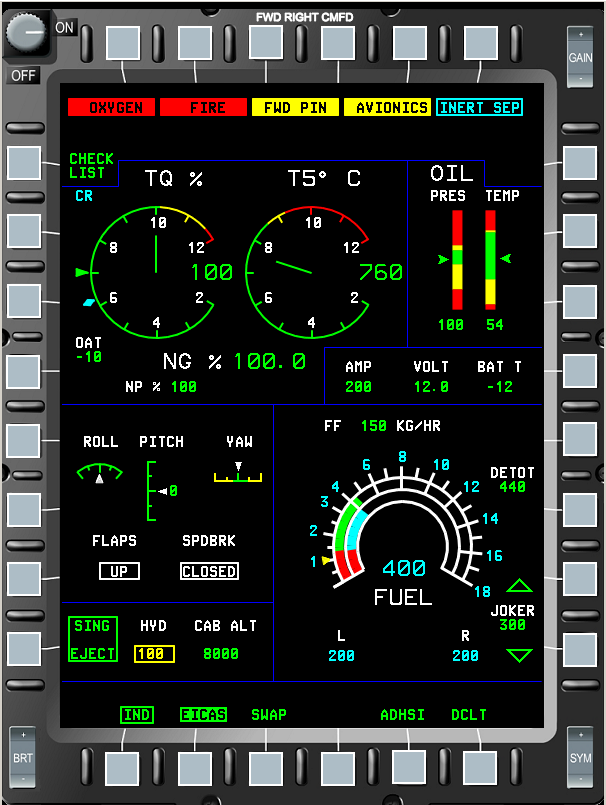 FWD RIGHT CMFD
ON
OFF
+
GAIN
-
OXYGEN FIRE FWD PIN AVIONICS INERT SEP
CHECK
LIST
TQ % T5° C OIL
PRES TEMP
CR
10 10
8 12 8 12
100 760
6 2 6 2
4 4
100 54
OAT
-10
NG % 100.0
NP % 100
AMP VOLT BAT T
200 12.0 -12
FF 150 KG/HR
ROLL PITCH YAW
0
1 2 3 4 6 8 10 12 14 16 18
DETOT
440
FLAPS SPDBRK
UP CLOSED
400
FUEL
JOKER
300
SING
EJECT
HYD CAB ALT
100 8000
L R
200 200
IND EICAS SWAP ADHSI DCLT
+
BRT
-
+
SYM
-